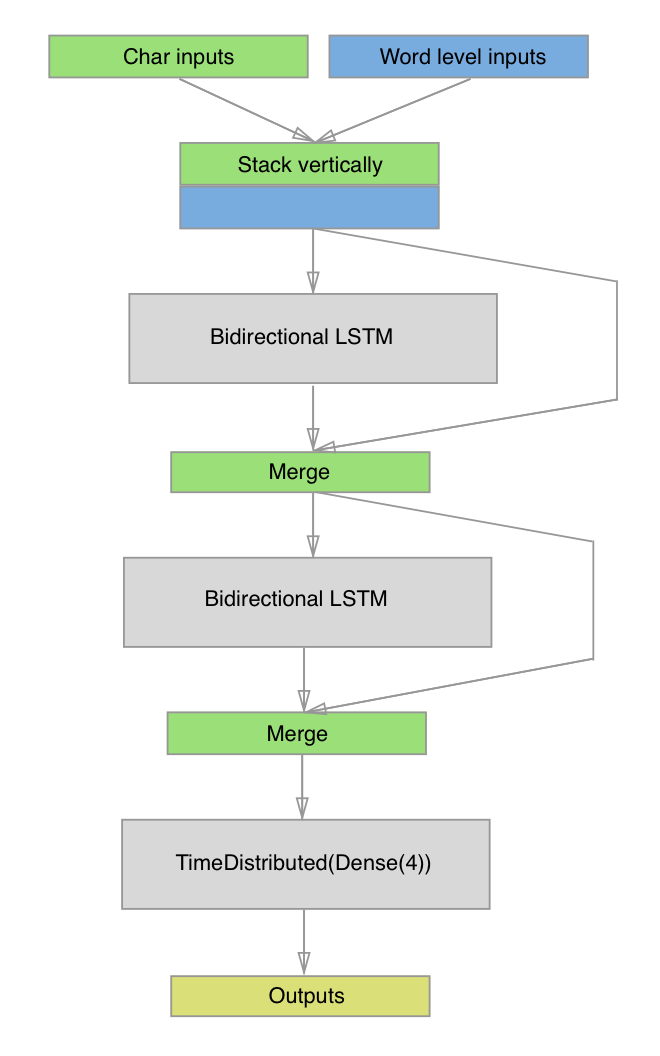 Char inputs
Word level inputs
Stack vertically
Bidirectional LSTM
Merge
Bidirectional LSTM
Merge
TimeDistributed(Dense(4))
Outputs